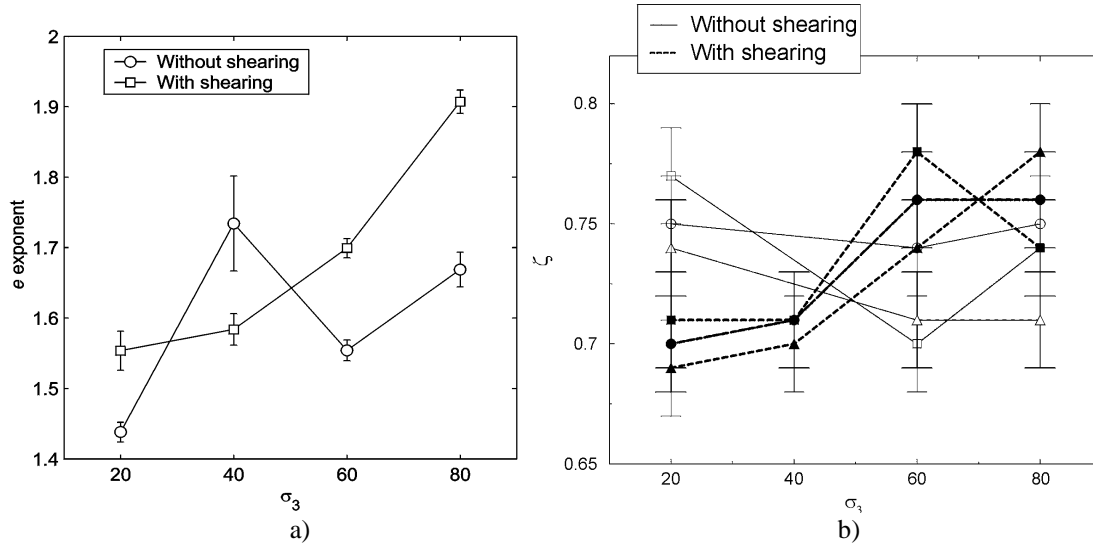 2
1.9
1.8
1.7
1.6
1.5
1.4
e exponent
20
40
60
80
σ3
Without shearing
With shearing
a)
Without shearing
With shearing
0.8
0.75
0.7
0.65
ζ
20
40
60
80
σ3
b)